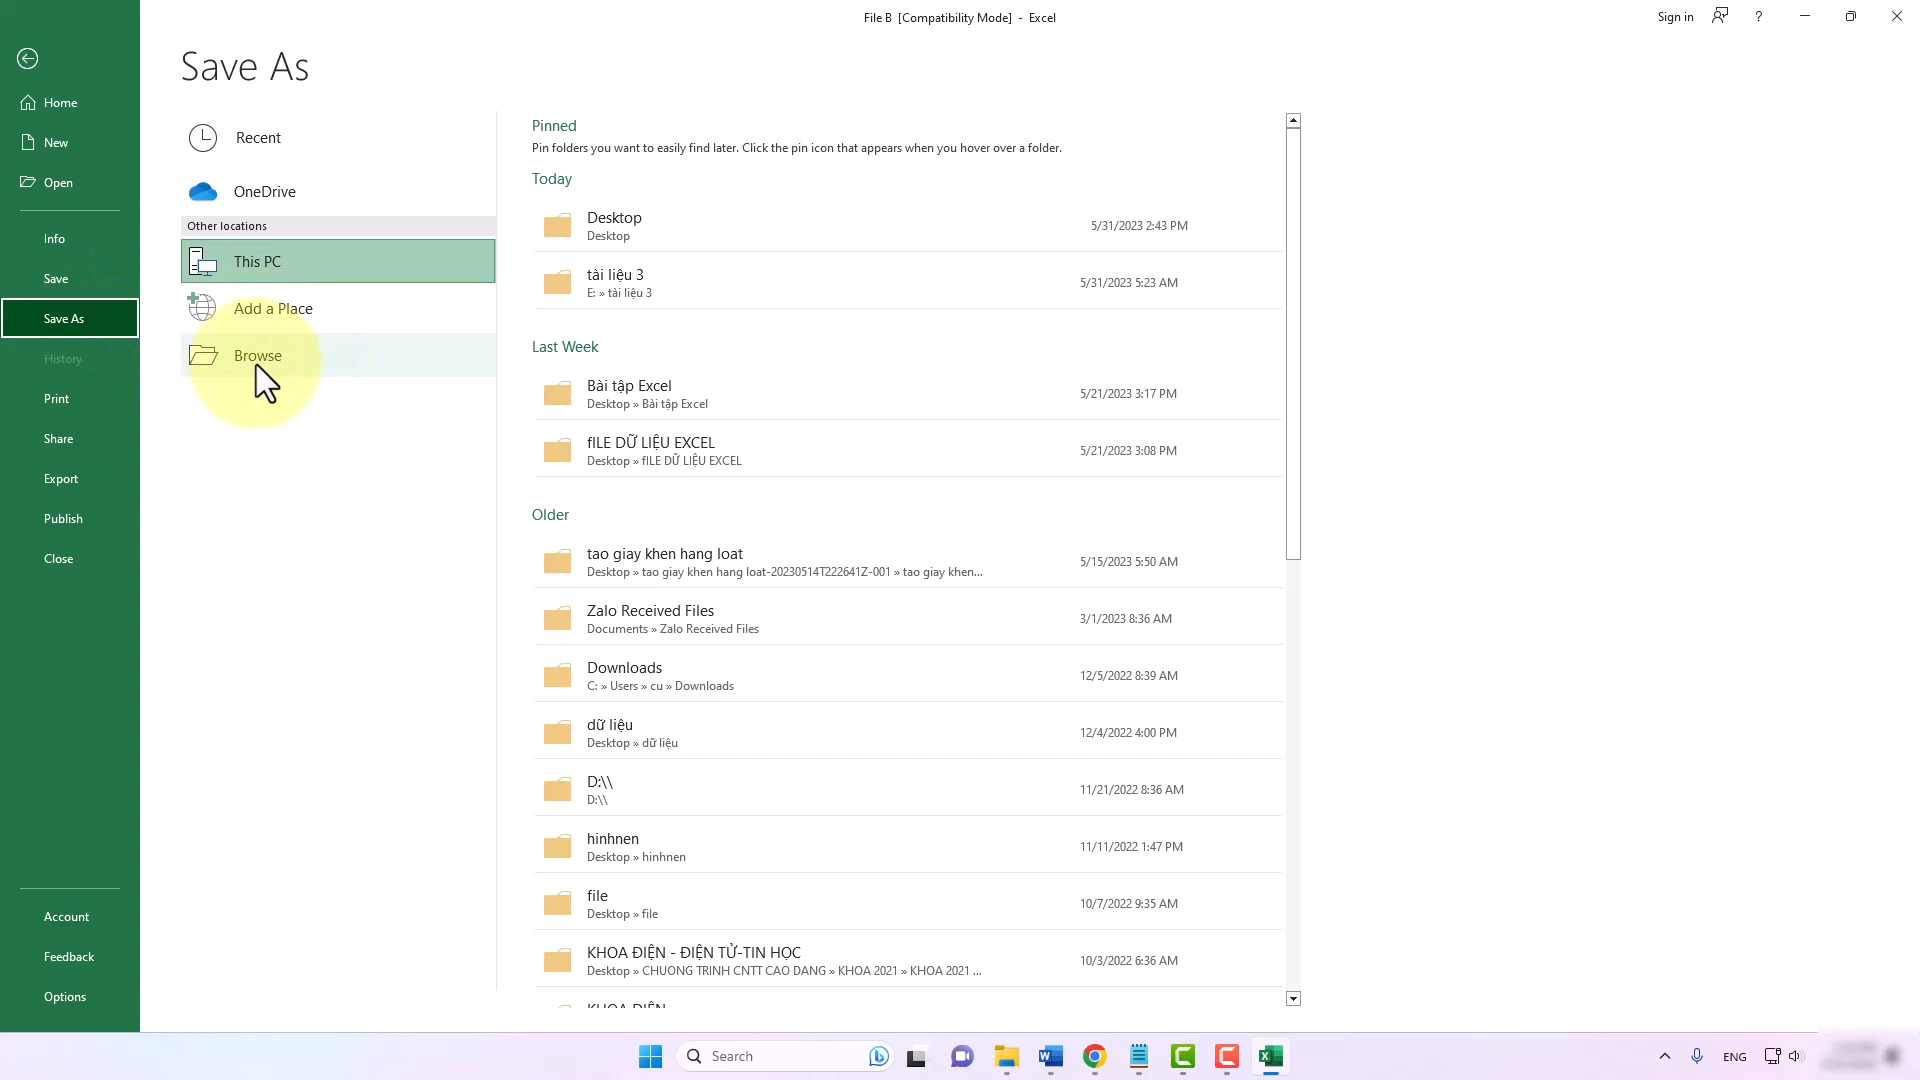 File B [Compatibility Mode] - Excel
Sign in
?
Save As
Home
New
Open
Info
Save
Save As
History
Print
Share
Export
Publish
Close
Account
Feedback
Options
Recent
OneDrive
Other locations
This PC
Add a Place
Browse
Pinned
Pin folders you want to easily find later. Click the pin icon that appears when you hover over a folder.
Today
Desktop
Desktop
5/31/2023 2:43 PM
tài liệu 3
E: » tài liệu 3
5/31/2023 5:23 AM
Last Week
Bài tập Excel
Desktop » Bài tập Excel
5/21/2023 3:17 PM
fILE DỮ LIỆU EXCEL
Desktop » fILE DỮ LIỆU EXCEL
5/21/2023 3:08 PM
Older
tao giay khen hang loat
Desktop » tao giay khen hang loat-20230514T222641Z-001 » tao giay khen...
5/15/2023 5:50 AM
Zalo Received Files
Documents » Zalo Received Files
3/1/2023 8:36 AM
Downloads
C: » Users » cu » Downloads
12/5/2022 8:39 AM
dữ liệu
Desktop » dữ liệu
12/4/2022 4:00 PM
D:\\
D:\\
11/21/2022 8:36 AM
hinhnen
Desktop » hinhnen
11/11/2022 1:47 PM
file
Desktop » file
10/7/2022 9:35 AM
KHOA ĐIỆN - ĐIỆN TỬ-TIN HỌC
Desktop » CHUONG TRINH CNTT CAO DANG » KHOA 2021 » KHOA 2021 ...
10/3/2022 6:36 AM
KHOA ĐIỆN
Search
ENG